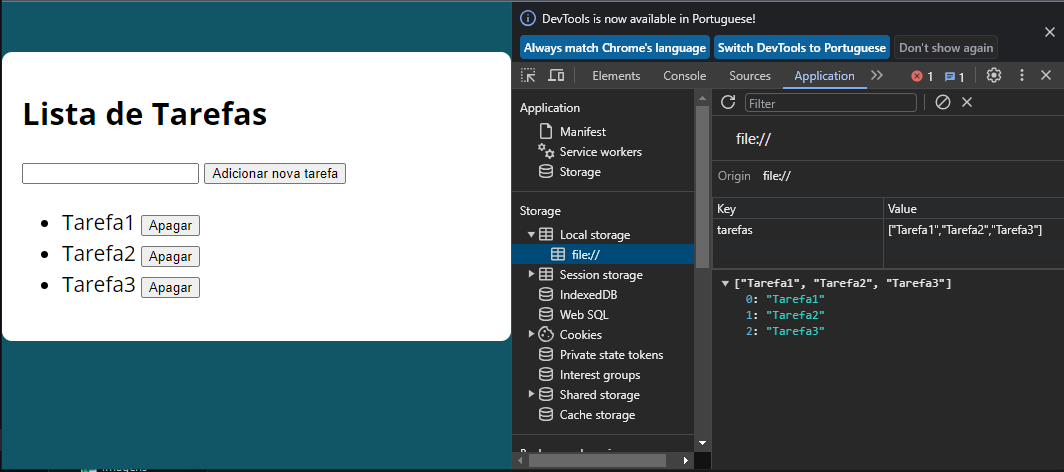 Lista de Tarefas
Adicionar nova tarefa
Tarefa1 Apagar
Tarefa2 Apagar
Tarefa3 Apagar
DevTools is now available in Portuguese!
Always match Chrome's language Switch DevTools to Portuguese Don't show again
Elements Console Sources Application 1 1
Application
Manifest
Service workers
Storage
Storage
Local storage
file://
Session storage
IndexedDB
Web SQL
Cookies
Private state tokens
Interest groups
Shared storage
Cache storage
Filter
file://
Origin file://
Key Value
tarefas ["Tarefa1","Tarefa2","Tarefa3"]
["Tarefa1", "Tarefa2", "Tarefa3"]
0: "Tarefa1"
1: "Tarefa2"
2: "Tarefa3"